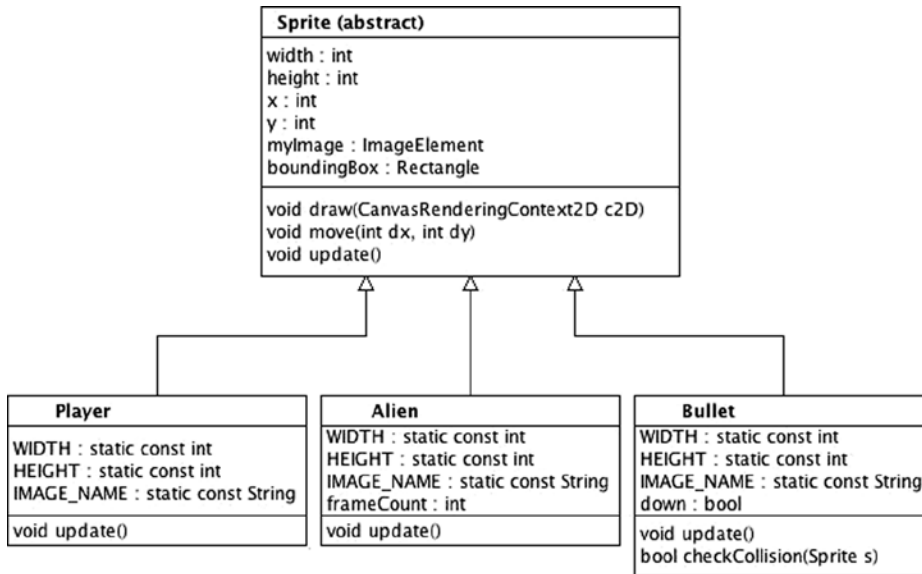 Sprite (abstract)
width : int
height : int
x : int
y : int
myImage : ImageElement
boundingBox : Rectangle
void draw(CanvasRenderingContext2D c2D)
void move(int dx, int dy)
void update()
Player
WIDTH : static const int
HEIGHT : static const int
IMAGE_NAME : static const String
void update()
Alien
WIDTH : static const int
HEIGHT : static const int
IMAGE_NAME : static const String
frameCount : int
void update()
Bullet
WIDTH : static const int
HEIGHT : static const int
IMAGE_NAME : static const String
down : bool
void update()
bool checkCollision(Sprite s)